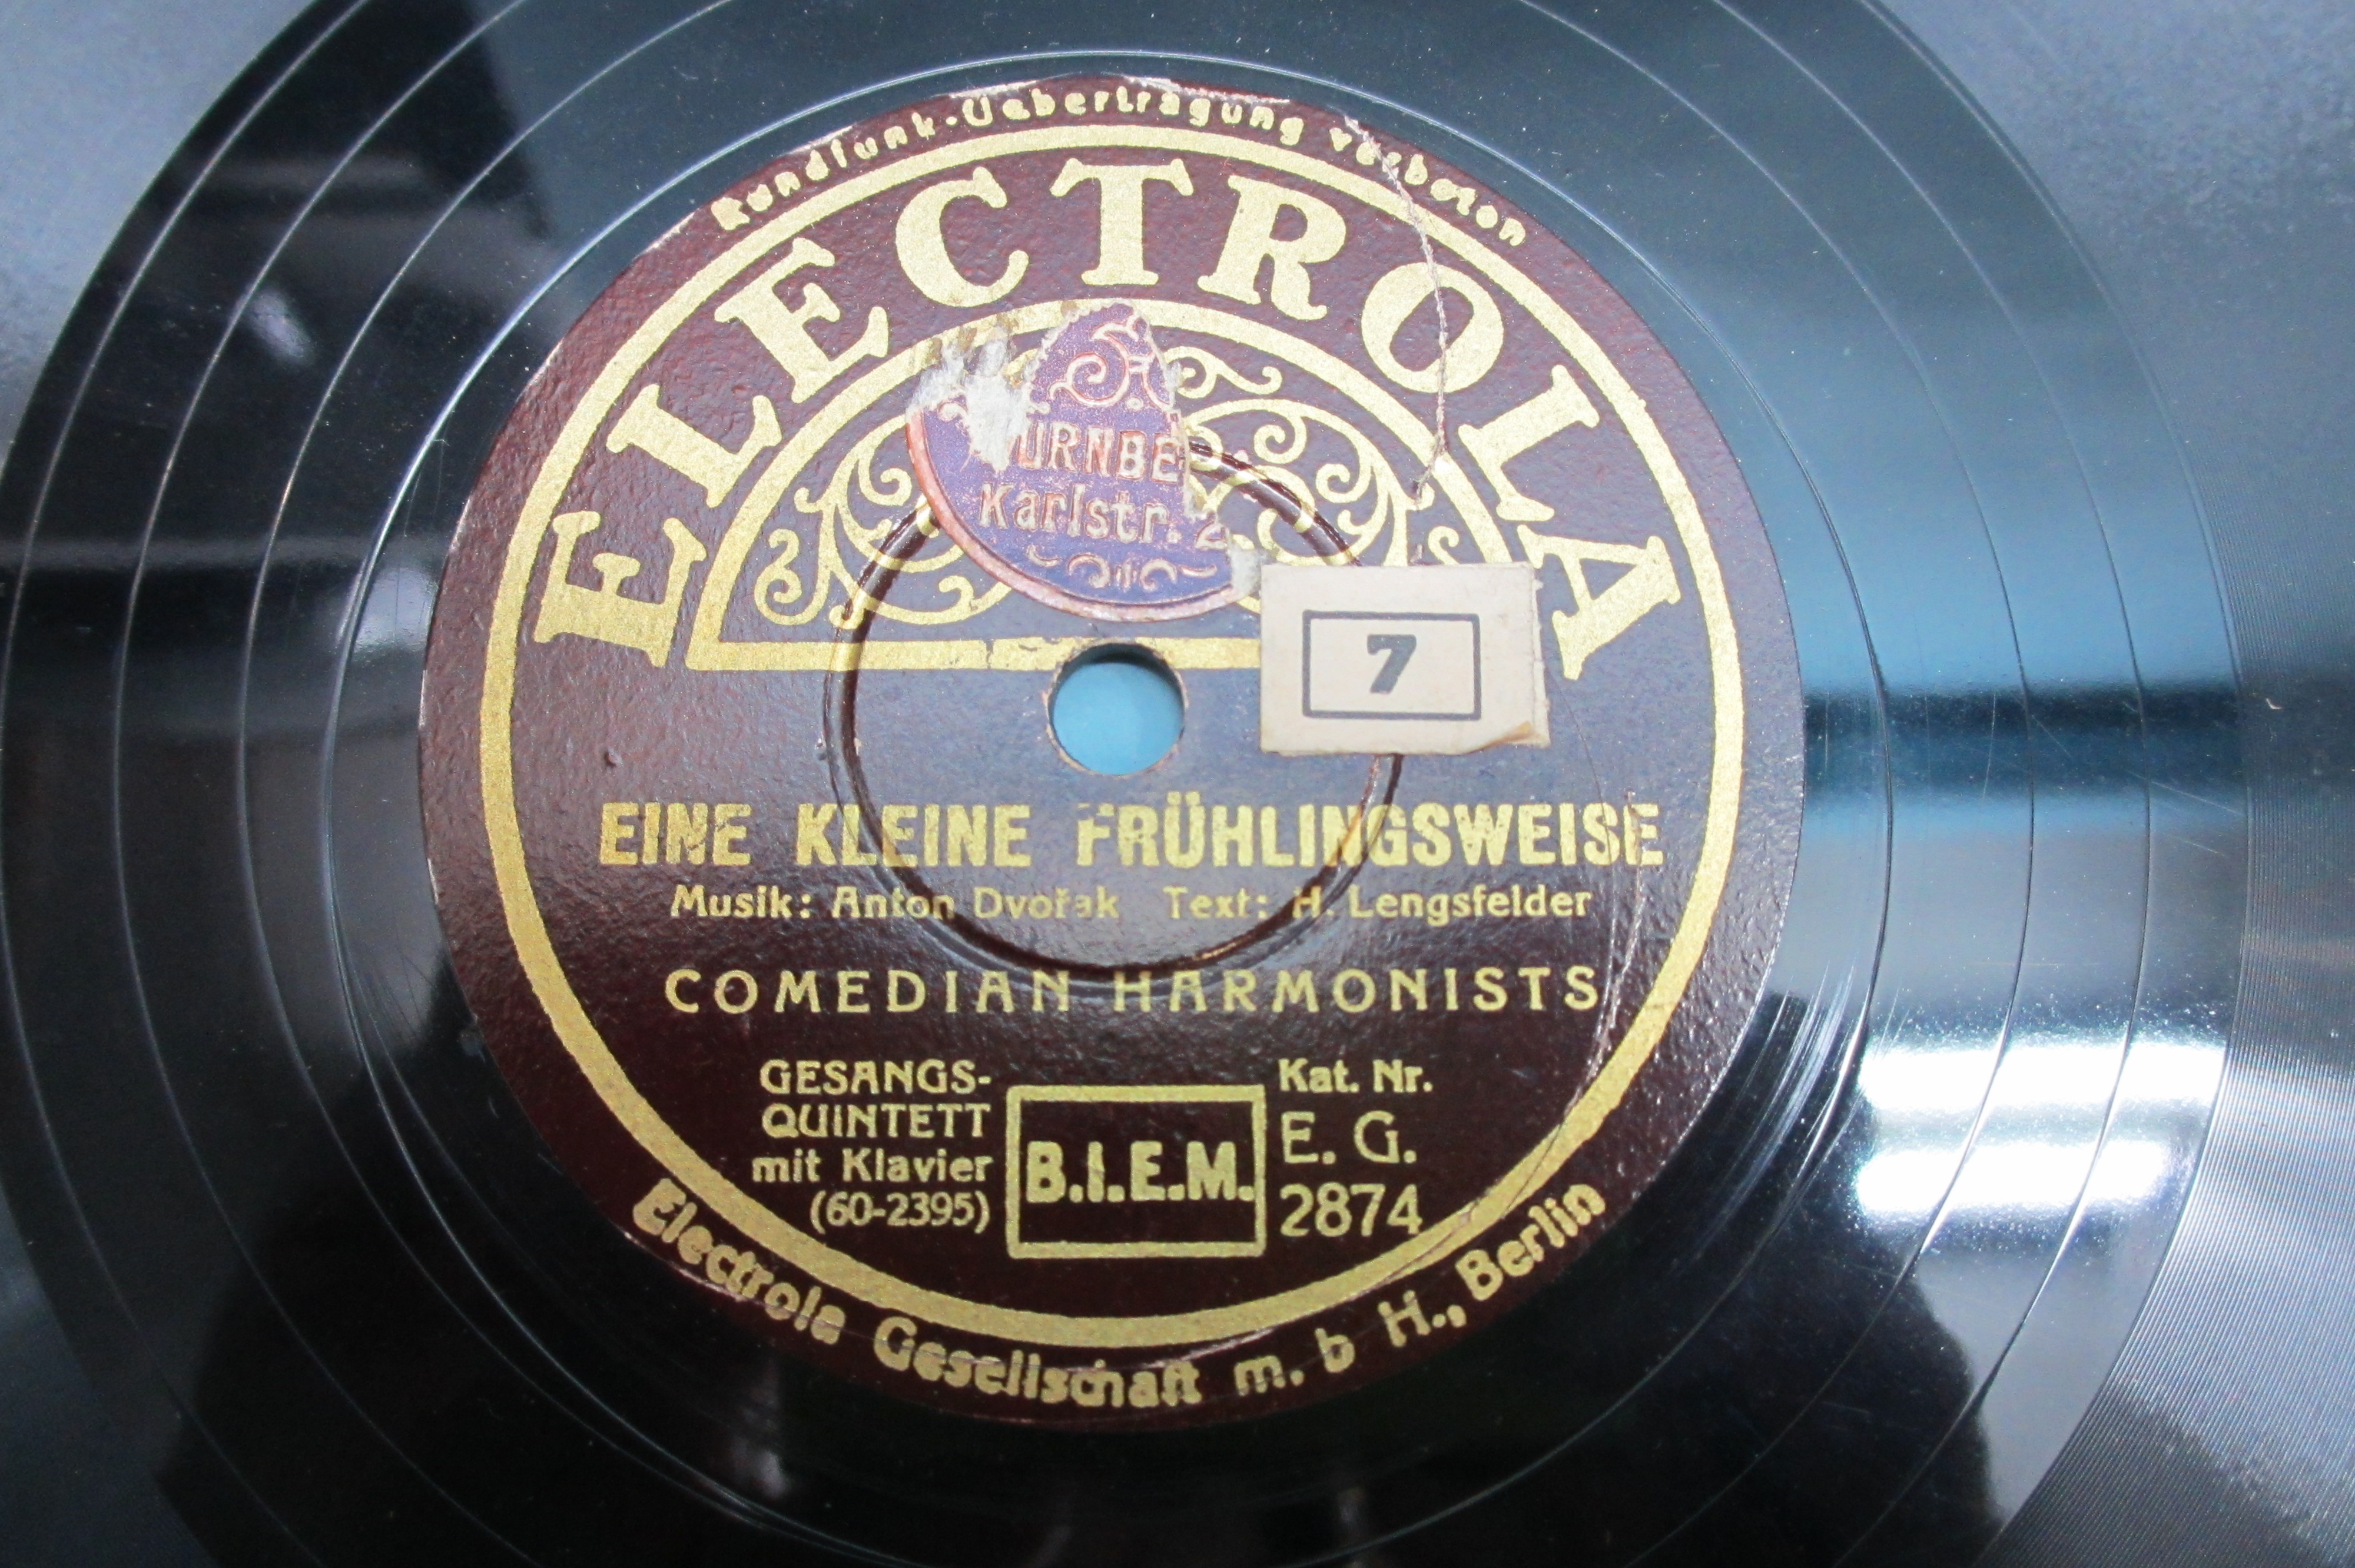 Rundfunk-Uebertragung verboten
ELECTROLA
Karlstr. 2
7
EINE KLEINE FRÜHLINGSWEISE
Musik: Anton Dvořak Text: H. Lengsfelder
COMEDIAN HARMONISTS
GESANGS-
QUINTETT
mit Klavier
(60-2395)
B.I.E.M.
Kat. Nr.
E. G.
2874
Electrola Gesellschaft m. b H., Berlin